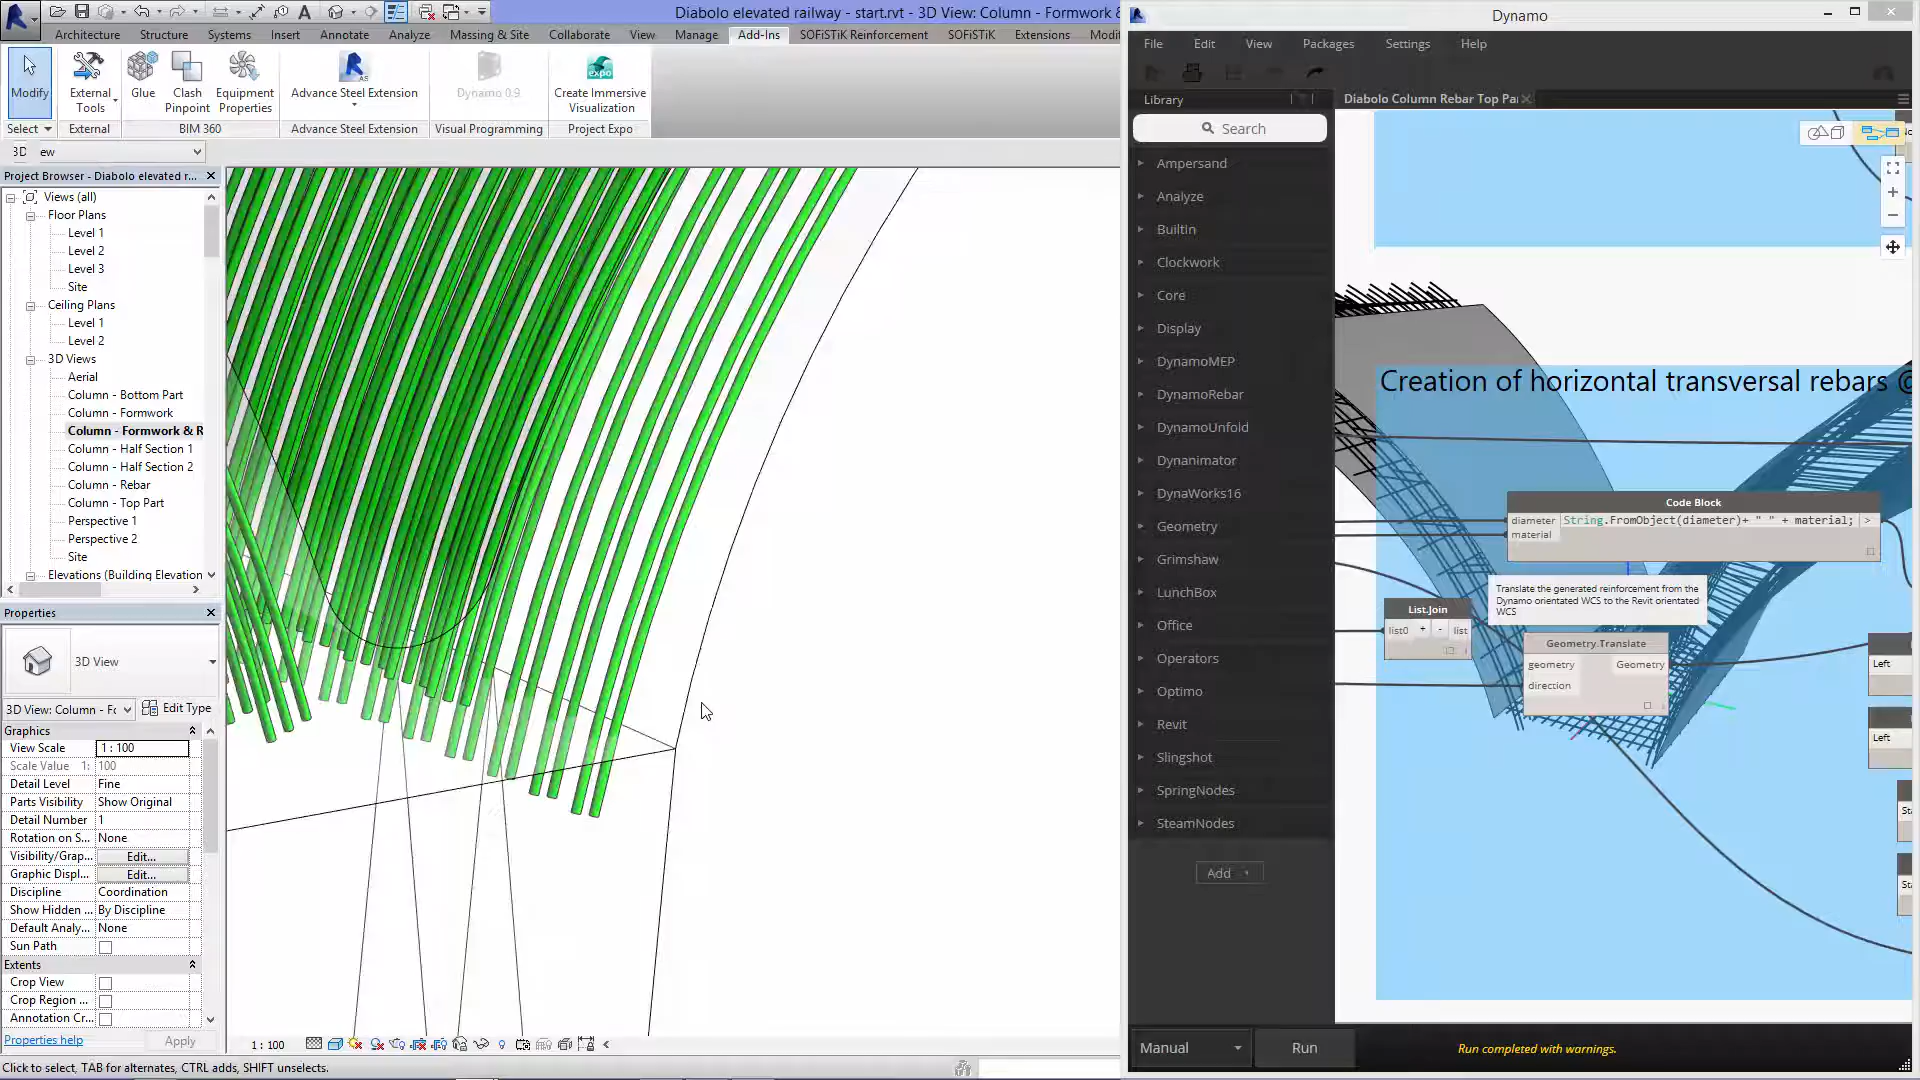 Diabolo elevated railway - start.rvt - 3D View: Column - Formwork &
Architecture Structure Systems Insert Annotate Analyze Massing & Site Collaborate View Manage Add-Ins SOFiSTiK Reinforcement SOFiSTiK Extensions Modi
Modify
External Tools
Glue
Clash Pinpoint
Equipment Properties
Advance Steel Extension
Dynamo 0.9
Create Immersive Visualization
Select External BIM 360 Advance Steel Extension Visual Programming Project Expo
3D ew
Project Browser - Diabolo elevated r...
Views (all)
Floor Plans
Level 1
Level 2
Level 3
Site
Ceiling Plans
Level 1
Level 2
3D Views
Aerial
Column - Bottom Part
Column - Formwork
Column - Formwork & R
Column - Half Section 1
Column - Half Section 2
Column - Rebar
Column - Top Part
Perspective 1
Perspective 2
Site
Elevations (Building Elevation
Properties
3D View
3D View: Column - Fc Edit Type
Graphics
View Scale 1 : 100
Scale Value 1: 100
Detail Level Fine
Parts Visibility Show Original
Detail Number 1
Rotation on S... None
Visibility/Grap... Edit...
Graphic Displ... Edit...
Discipline Coordination
Show Hidden ... By Discipline
Default Analy... None
Sun Path
Extents
Crop View
Crop Region ...
Annotation Cr...
Properties help Apply
1 : 100
Click to select, TAB for alternates, CTRL adds, SHIFT unselects.
Dynamo
File Edit View Packages Settings Help
Library
Diabolo Column Rebar Top Pa
Search
Ampersand
Analyze
BuiltIn
Clockwork
Core
Display
DynamoMEP
DynamoRebar
DynamoUnfold
Dynanimator
DynaWorks16
Geometry
Grimshaw
LunchBox
Office
Operators
Optimo
Revit
Slingshot
SpringNodes
SteamNodes
Add
Creation of horizontal transversal rebars @
Code Block
diameter String.FromObject(diameter)+ " " + material; >
material
Translate the generated reinforcement from the
Dynamo orientated WCS to the Revit orientated
WCS
List.Join
list0 + - list
Geometry.Translate
geometry Geometry
direction
Left
Left
Sta
Sta
Manual Run Run completed with warnings.